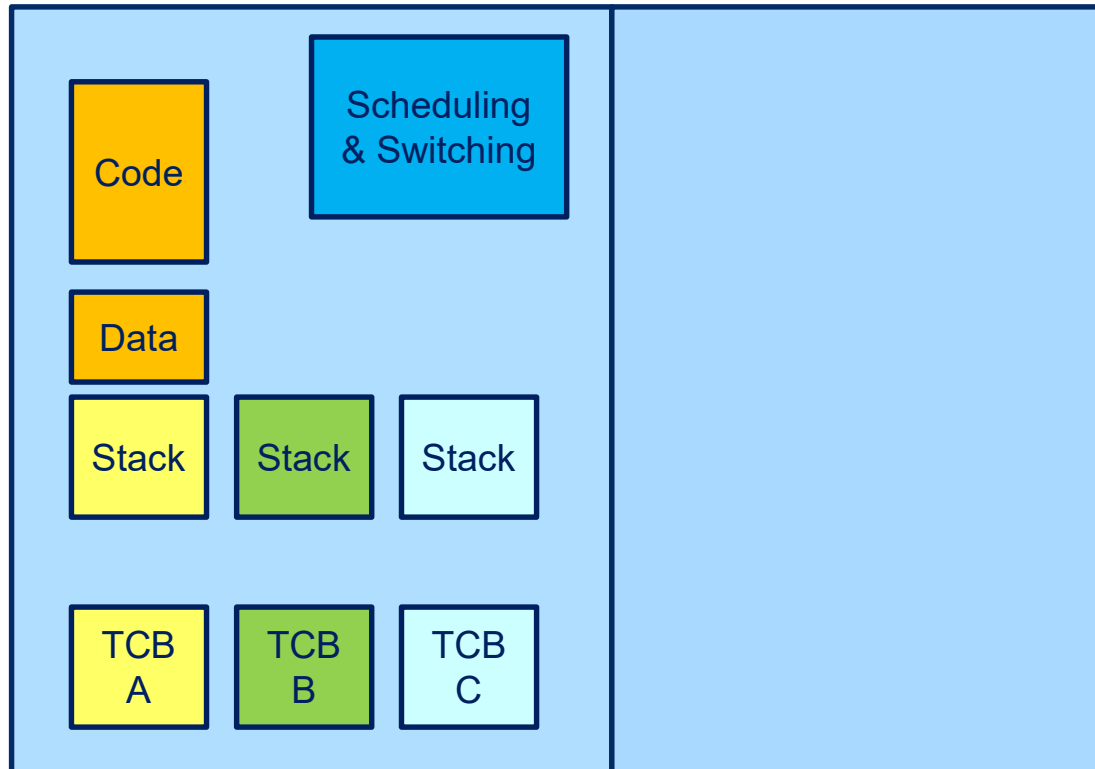 Scheduling
& Switching
Code
Data
Stack
Stack
Stack
TCB
A
TCB
B
TCB
C